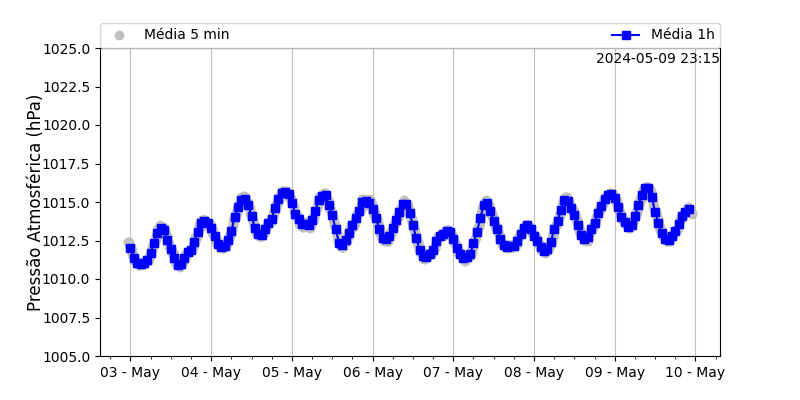 Média 5 min
Média 1h
2024-05-09 23:15
Pressão Atmosférica (hPa)
1025.0
1022.5
1020.0
1017.5
1015.0
1012.5
1010.0
1007.5
1005.0
03 - May
04 - May
05 - May
06 - May
07 - May
08 - May
09 - May
10 - May